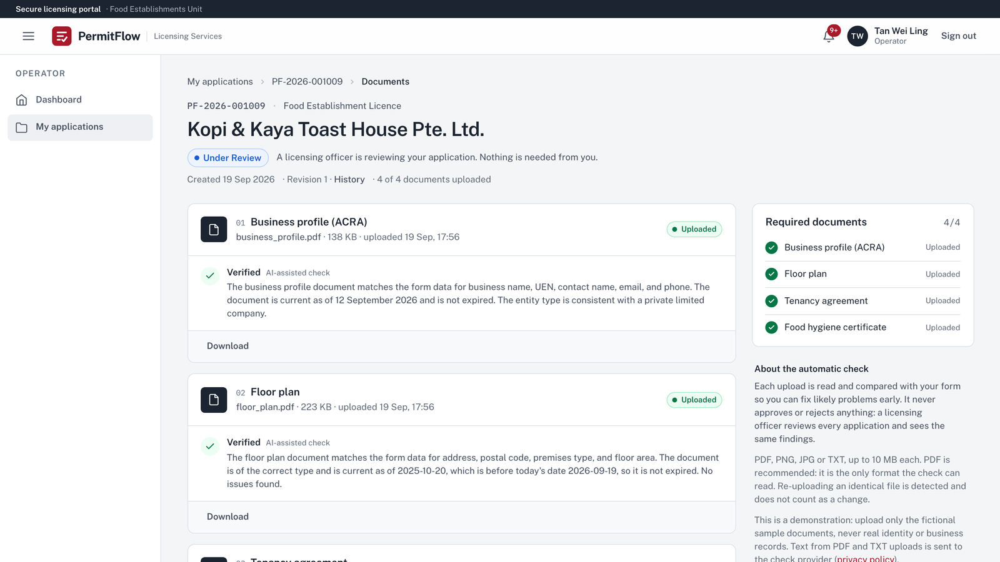 Secure licensing portal · Food Establishments Unit
PermitFlow
Licensing Services
9+
TW
Tan Wei Ling
Operator
Sign out
OPERATOR
Dashboard
My applications
My applications › PF-2026-001009 › Documents
PF-2026-001009 · Food Establishment Licence
Kopi & Kaya Toast House Pte. Ltd.
Under Review
A licensing officer is reviewing your application. Nothing is needed from you.
Created 19 Sep 2026 · Revision 1 · History · 4 of 4 documents uploaded
01 Business profile (ACRA)
business_profile.pdf · 138 KB · uploaded 19 Sep, 17:56
Uploaded
Verified AI-assisted check
The business profile document matches the form data for business name, UEN, contact name, email, and phone. The
document is current as of 12 September 2026 and is not expired. The entity type is consistent with a private limited
company.
Download
02 Floor plan
floor_plan.pdf · 223 KB · uploaded 19 Sep, 17:56
Uploaded
Verified AI-assisted check
The floor plan document matches the form data for address, postal code, premises type, and floor area. The document
is of the correct type and is current as of 2025-10-20, which is before today's date 2026-09-19, so it is not expired. No
issues found.
Download
03 Tenancy agreement
Required documents 4/4
Business profile (ACRA) Uploaded
Floor plan Uploaded
Tenancy agreement Uploaded
Food hygiene certificate Uploaded
About the automatic check
Each upload is read and compared with your form
so you can fix likely problems early. It never
approves or rejects anything: a licensing
officer reviews every application and sees the
same findings.
PDF, PNG, JPG or TXT, up to 10 MB each. PDF is
recommended: it is the only format the check can
read. Re-uploading an identical file is detected and
does not count as a change.
This is a demonstration: upload only the fictional
sample documents, never real identity or business
records. Text from PDF and TXT uploads is sent to
the check provider (privacy policy).